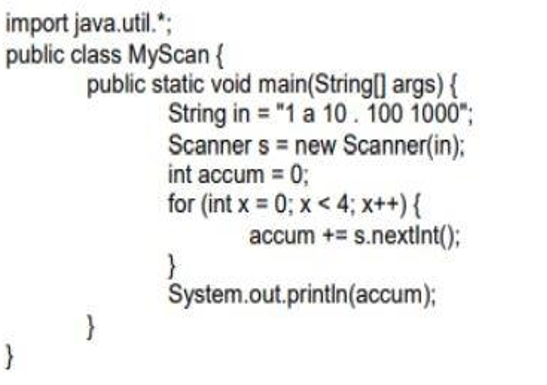 import java.util.*;
public class MyScan {
public static void main(String[] args) {
String in = "1 a 10 . 100 1000";
Scanner s = new Scanner(in);
int accum = 0;
for (int x = 0; x < 4; x++) {
accum += s.nextInt();
}
System.out.println(accum);
}
}